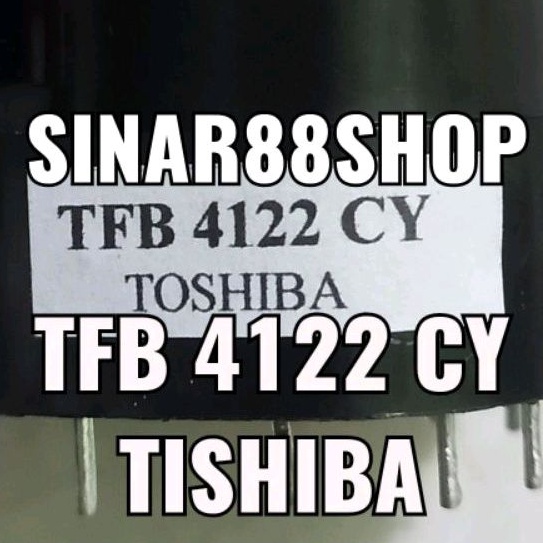 SINAR88SHOP
TFB 4122 CY
TOSHIBA
TFB 4122 CY
TISHIBA